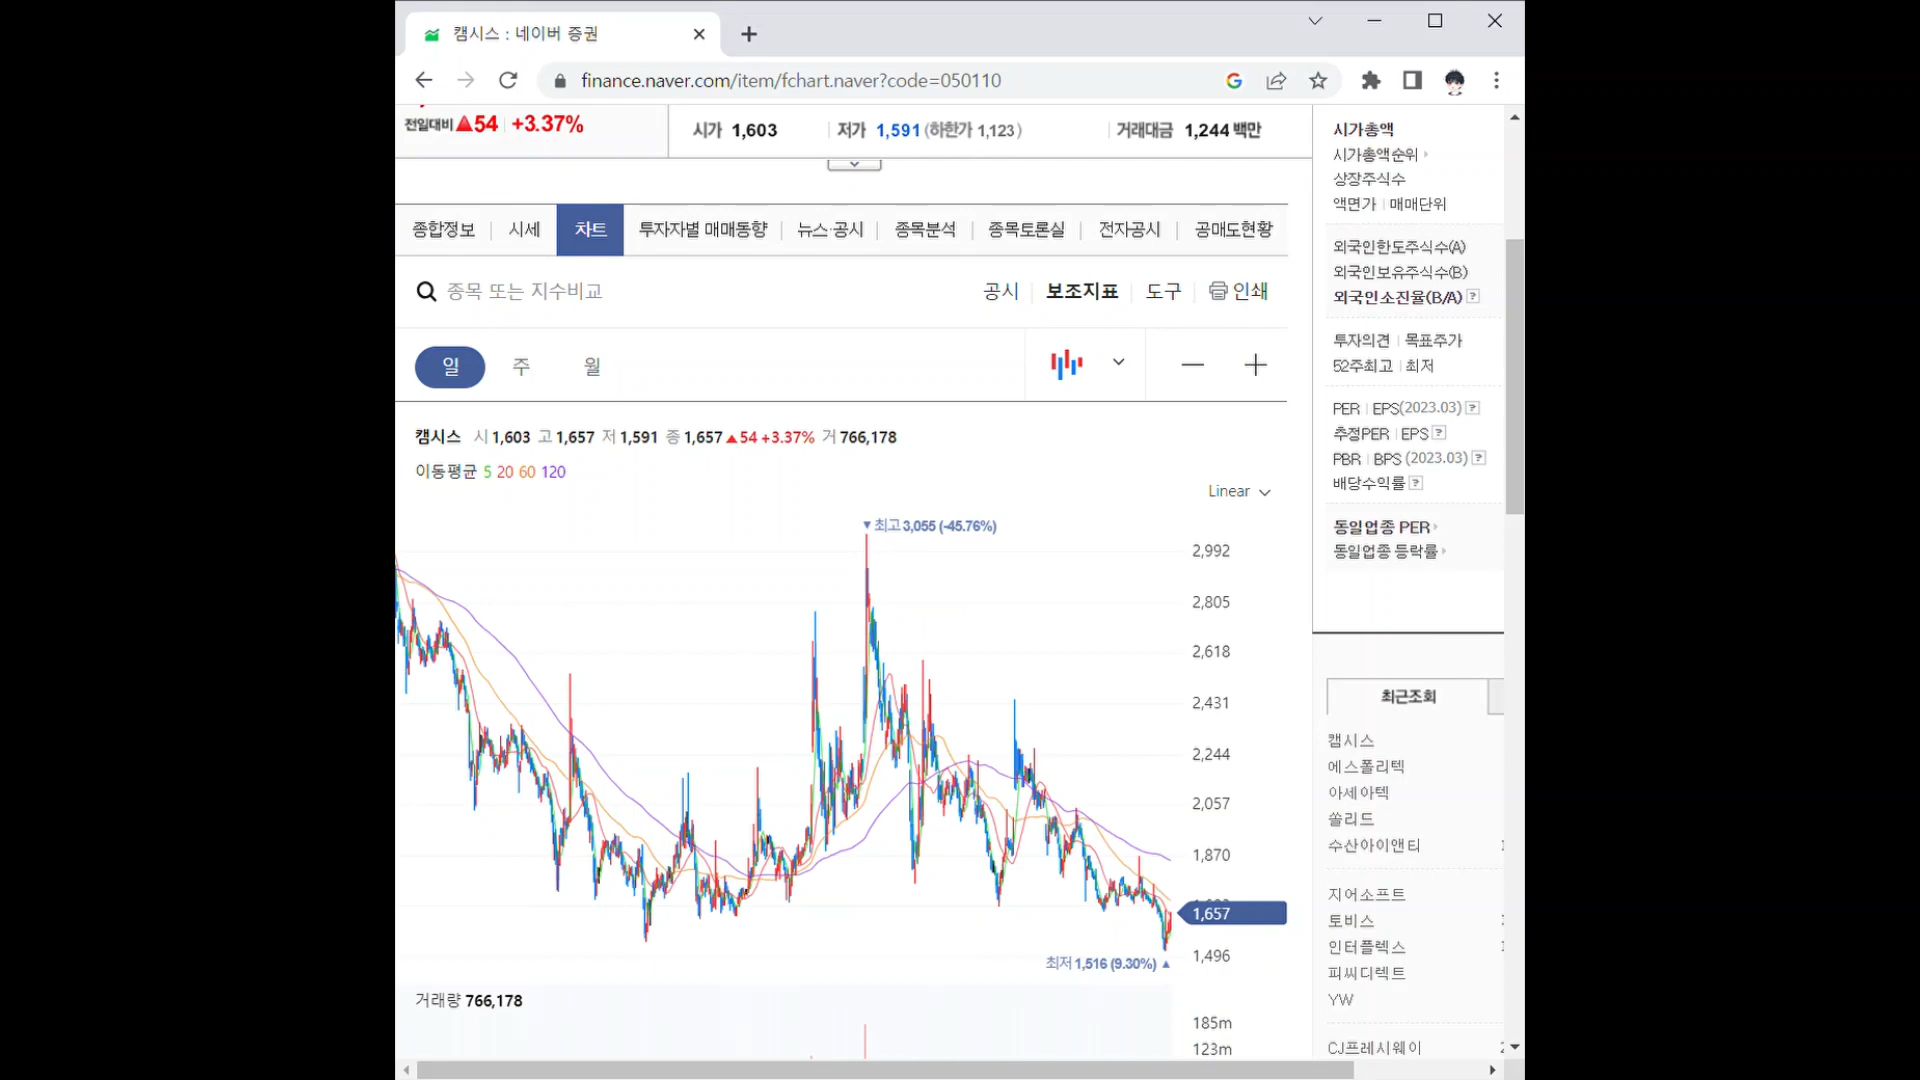 캠시스 : 네이버 증권
finance.naver.com/item/fchart.naver?code=050110
전일대비 ▲54 +3.37%
시가 1,603
저가 1,591 (하한가 1,123)
거래대금 1,244 백만
종합정보 시세 차트 투자자별 매매동향 뉴스·공시 종목분석 종목토론실 전자공시 공매도현황
종목 또는 지수비교
공시 보조지표 도구 인쇄
일 주 월
캠시스 시 1,603 고 1,657 저 1,591 종 1,657 ▲54 +3.37% 거 766,178
이동평균 5 20 60 120
Linear
▼최고 3,055 (-45.76%)
2,992
2,805
2,618
2,431
2,244
2,057
1,870
1,657
1,496
최저 1,516 (9.30%) ▲
거래량 766,178
185m
123m
시가총액
시가총액순위
상장주식수
액면가 매매단위
외국인한도주식수(A)
외국인보유주식수(B)
외국인소진율(B/A) ?
투자의견 목표주가
52주최고 최저
PER EPS(2023.03) ?
추정PER EPS ?
PBR BPS (2023.03) ?
배당수익률 ?
동일업종 PER
동일업종 등락률
최근조회
캠시스
에스폴리텍
아세아텍
쏠리드
수산아이앤티
지어소프트
토비스
인터플렉스
피씨디렉트
YW
CJ프레시웨이